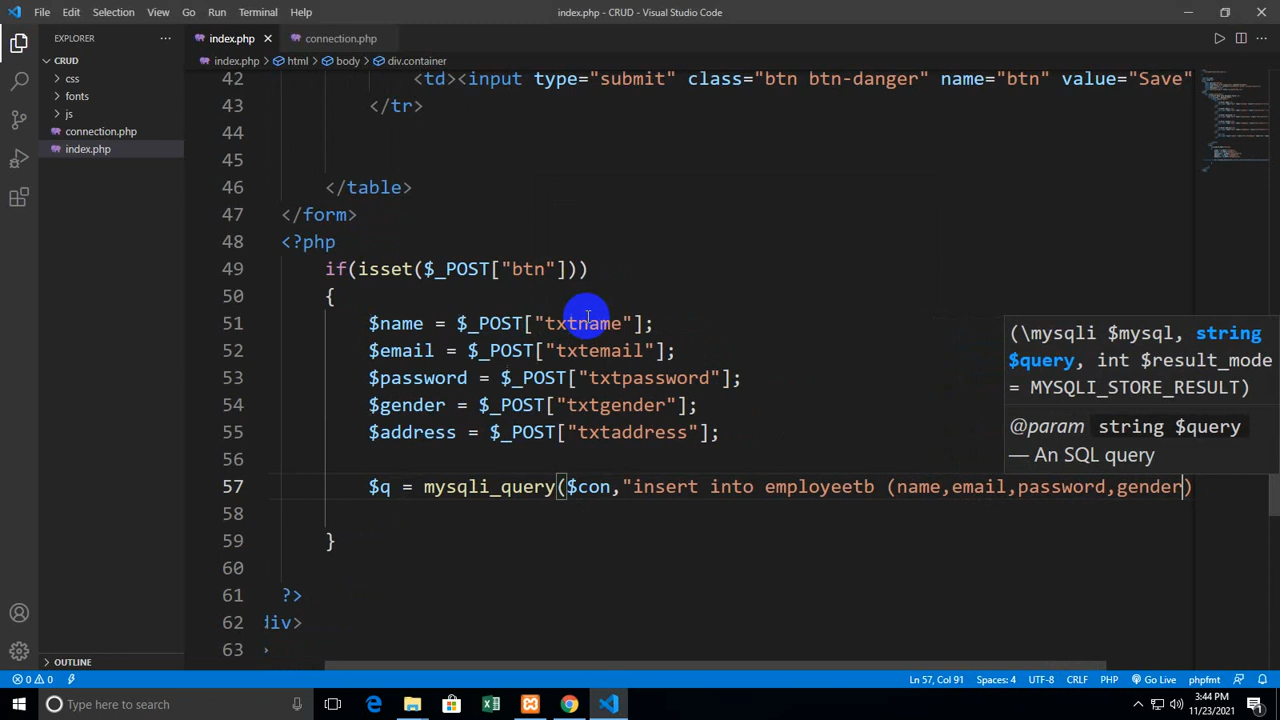 File Edit Selection View Go Run Terminal Help
index.php - CRUD - Visual Studio Code
EXPLORER
CRUD
css
fonts
js
connection.php
index.php
OUTLINE
index.php
connection.php
index.php > html > body > div.container
42 <td><input type="submit" class="btn btn-danger" name="btn" value="Save"
43 </tr>
44
45
46 </table>
47 </form>
48 <?php
49 if(isset($_POST["btn"]))
50 {
51 $name = $_POST["txtname"];
52 $email = $_POST["txtemail"];
53 $password = $_POST["txtpassword"];
54 $gender = $_POST["txtgender"];
55 $address = $_POST["txtaddress"];
56
57 $q = mysqli_query($con,"insert into employeetb (name,email,password,gender)
58
59 }
60
61 ?>
62 div>
63 >
(\mysqli $mysql, string
$query, int $result_mode
= MYSQLI_STORE_RESULT)
@param string $query
— An SQL query
0 0 Ln 57, Col 91 Spaces: 4 UTF-8 CRLF PHP Go Live phpfmt
Type here to search
3:44 PM
11/23/2021
1